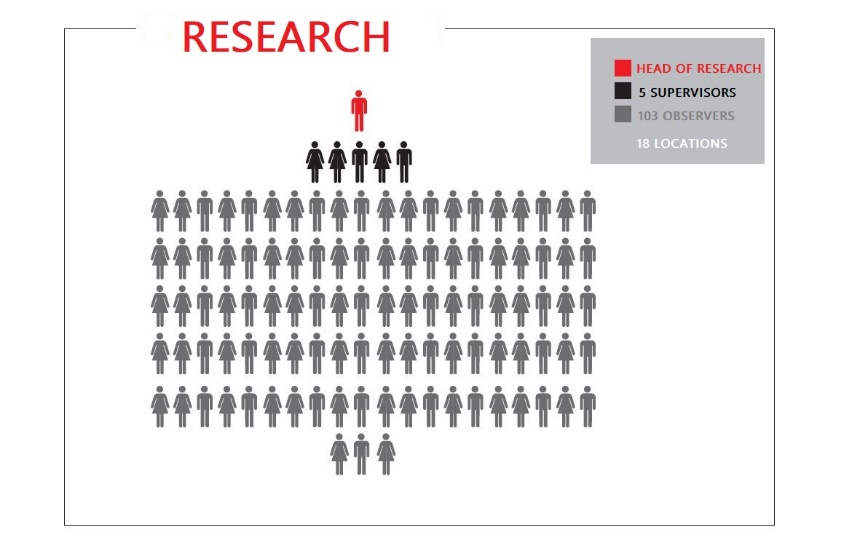 RESEARCH
HEAD OF RESEARCH
5 SUPERVISORS
103 OBSERVERS
18 LOCATIONS